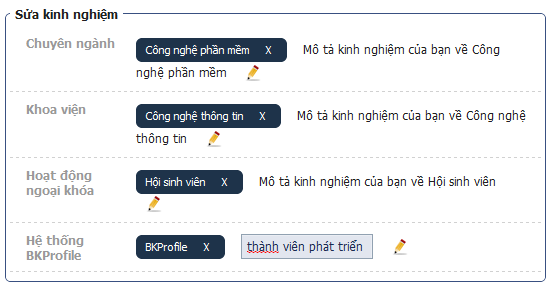 Sửa kinh nghiệm
Chuyên ngành
Công nghệ phần mềm X Mô tả kinh nghiệm của bạn về Công
nghệ phần mềm
Khoa viện
Công nghệ thông tin X Mô tả kinh nghiệm của bạn về Công nghệ
thông tin
Hoạt động
ngoại khóa
Hội sinh viên X Mô tả kinh nghiệm của bạn về Hội sinh viên
Hệ thống
BKProfile
BKProfile X thành viên phát triển